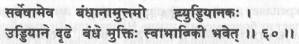 सर्वेषामेव बंधानामुत्तमो ह्युड्डियानकः ।
उड्डियाने दृढे बंधे मुक्तिः स्वाभाविकी भवेत् ।। ६० ।।